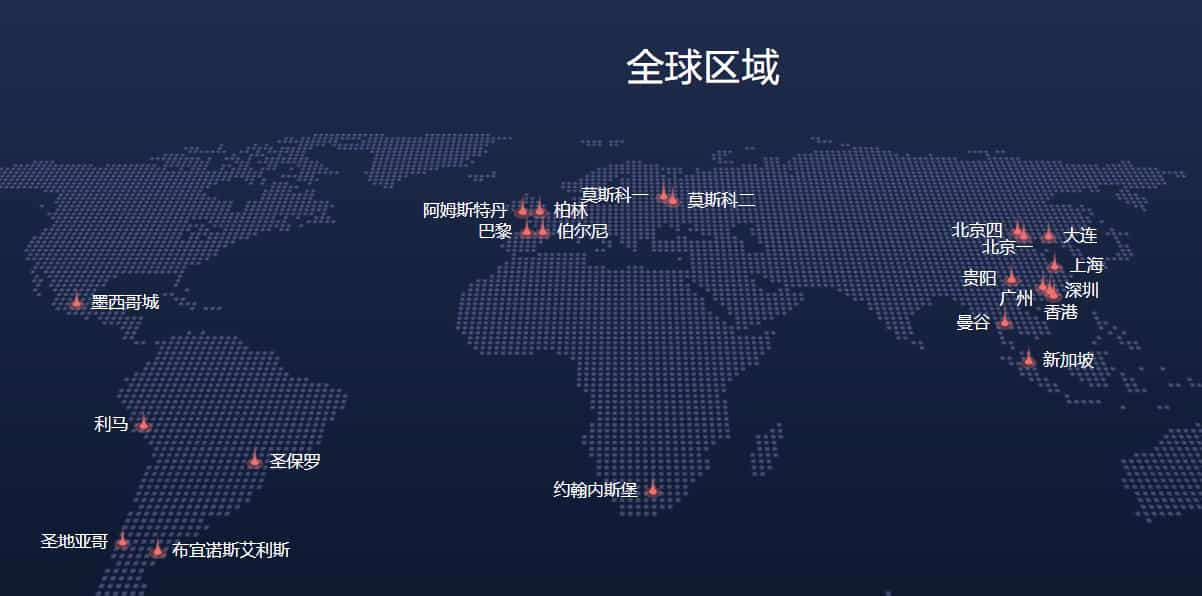 全球区域
莫斯科一
莫斯科二
阿姆斯特丹
柏林
巴黎
伯尔尼
北京四
大连
北京一
上海
贵阳
深圳
广州
香港
墨西哥城
曼谷
新加坡
利马
圣保罗
约翰内斯堡
圣地亚哥
布宜诺斯艾利斯